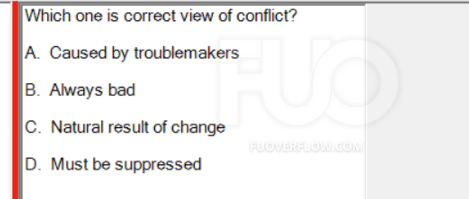 Which one is correct view of conflict?
A. Caused by troublemakers
B. Always bad
C. Natural result of change
D. Must be suppressed
FUO
FUOVERFLOW.COM